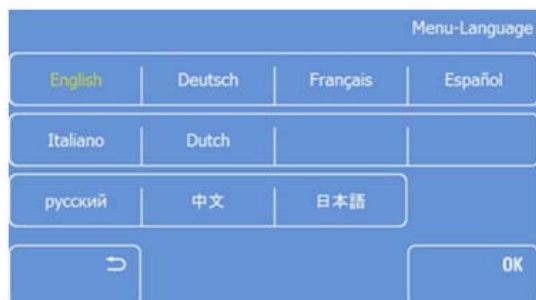 Menu-Language
English Deutsch Français Español
Italiano Dutch
русский 中文 日本語
OK